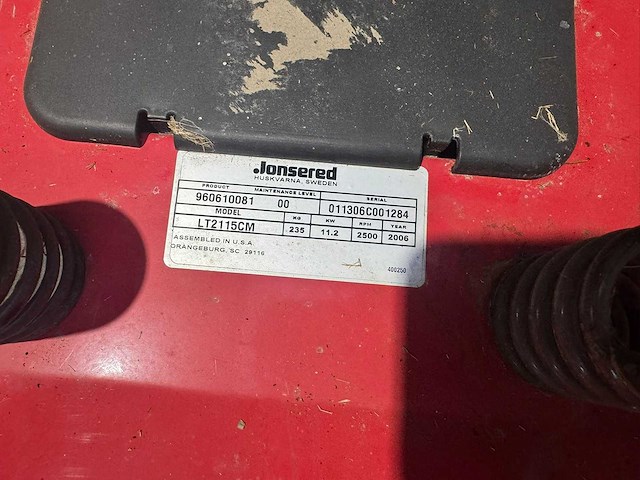 Jonsered
HUSKVARNA, SWEDEN
PRODUCT MAINTENANCE LEVEL SERIAL
960610081 00 011306C001284
MODEL KG KW RPM YEAR
LT2115CM 235 11.2 2500 2006
ASSEMBLED IN U.S.A.
ORANGEBURG, SC 29116
400250